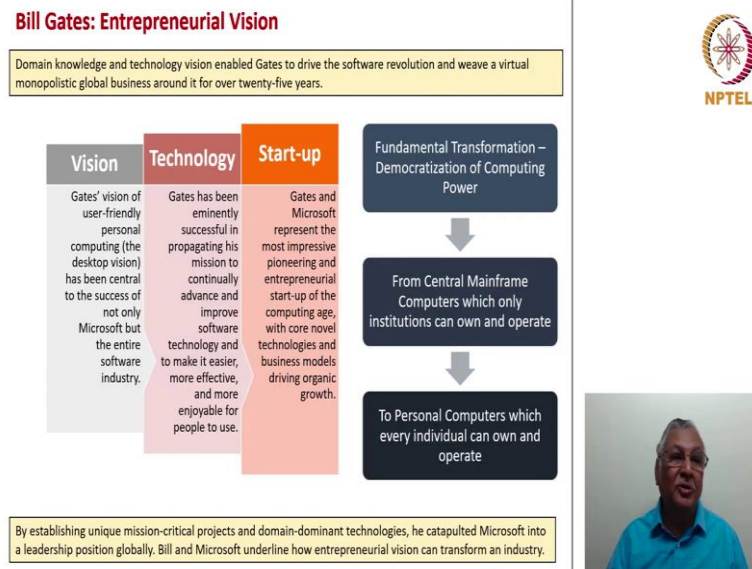 Bill Gates: Entrepreneurial Vision
Domain knowledge and technology vision enabled Gates to drive the software revolution and weave a virtual
monopolistic global business around it for over twenty-five years.
Vision
Gates' vision of
user-friendly
personal
computing (the
desktop vision)
has been central
to the success of
not only
Microsoft but
the entire
software
industry.
Technology
Gates has been
eminently
successful in
propagating his
mission to
continually
advance and
improve
software
technology and
to make it easier,
more effective,
and more
enjoyable for
people to use.
Start-up
Gates and
Microsoft
represent the
most impressive
pioneering and
entrepreneurial
start-up of the
computing age,
with core novel
technologies and
business models
driving organic
growth.
Fundamental Transformation –
Democratization of Computing
Power
From Central Mainframe
Computers which only
institutions can own and operate
To Personal Computers which
every individual can own and
operate
By establishing unique mission-critical projects and domain-dominant technologies, he catapulted Microsoft into
a leadership position globally. Bill and Microsoft underline how entrepreneurial vision can transform an industry.
NPTEL